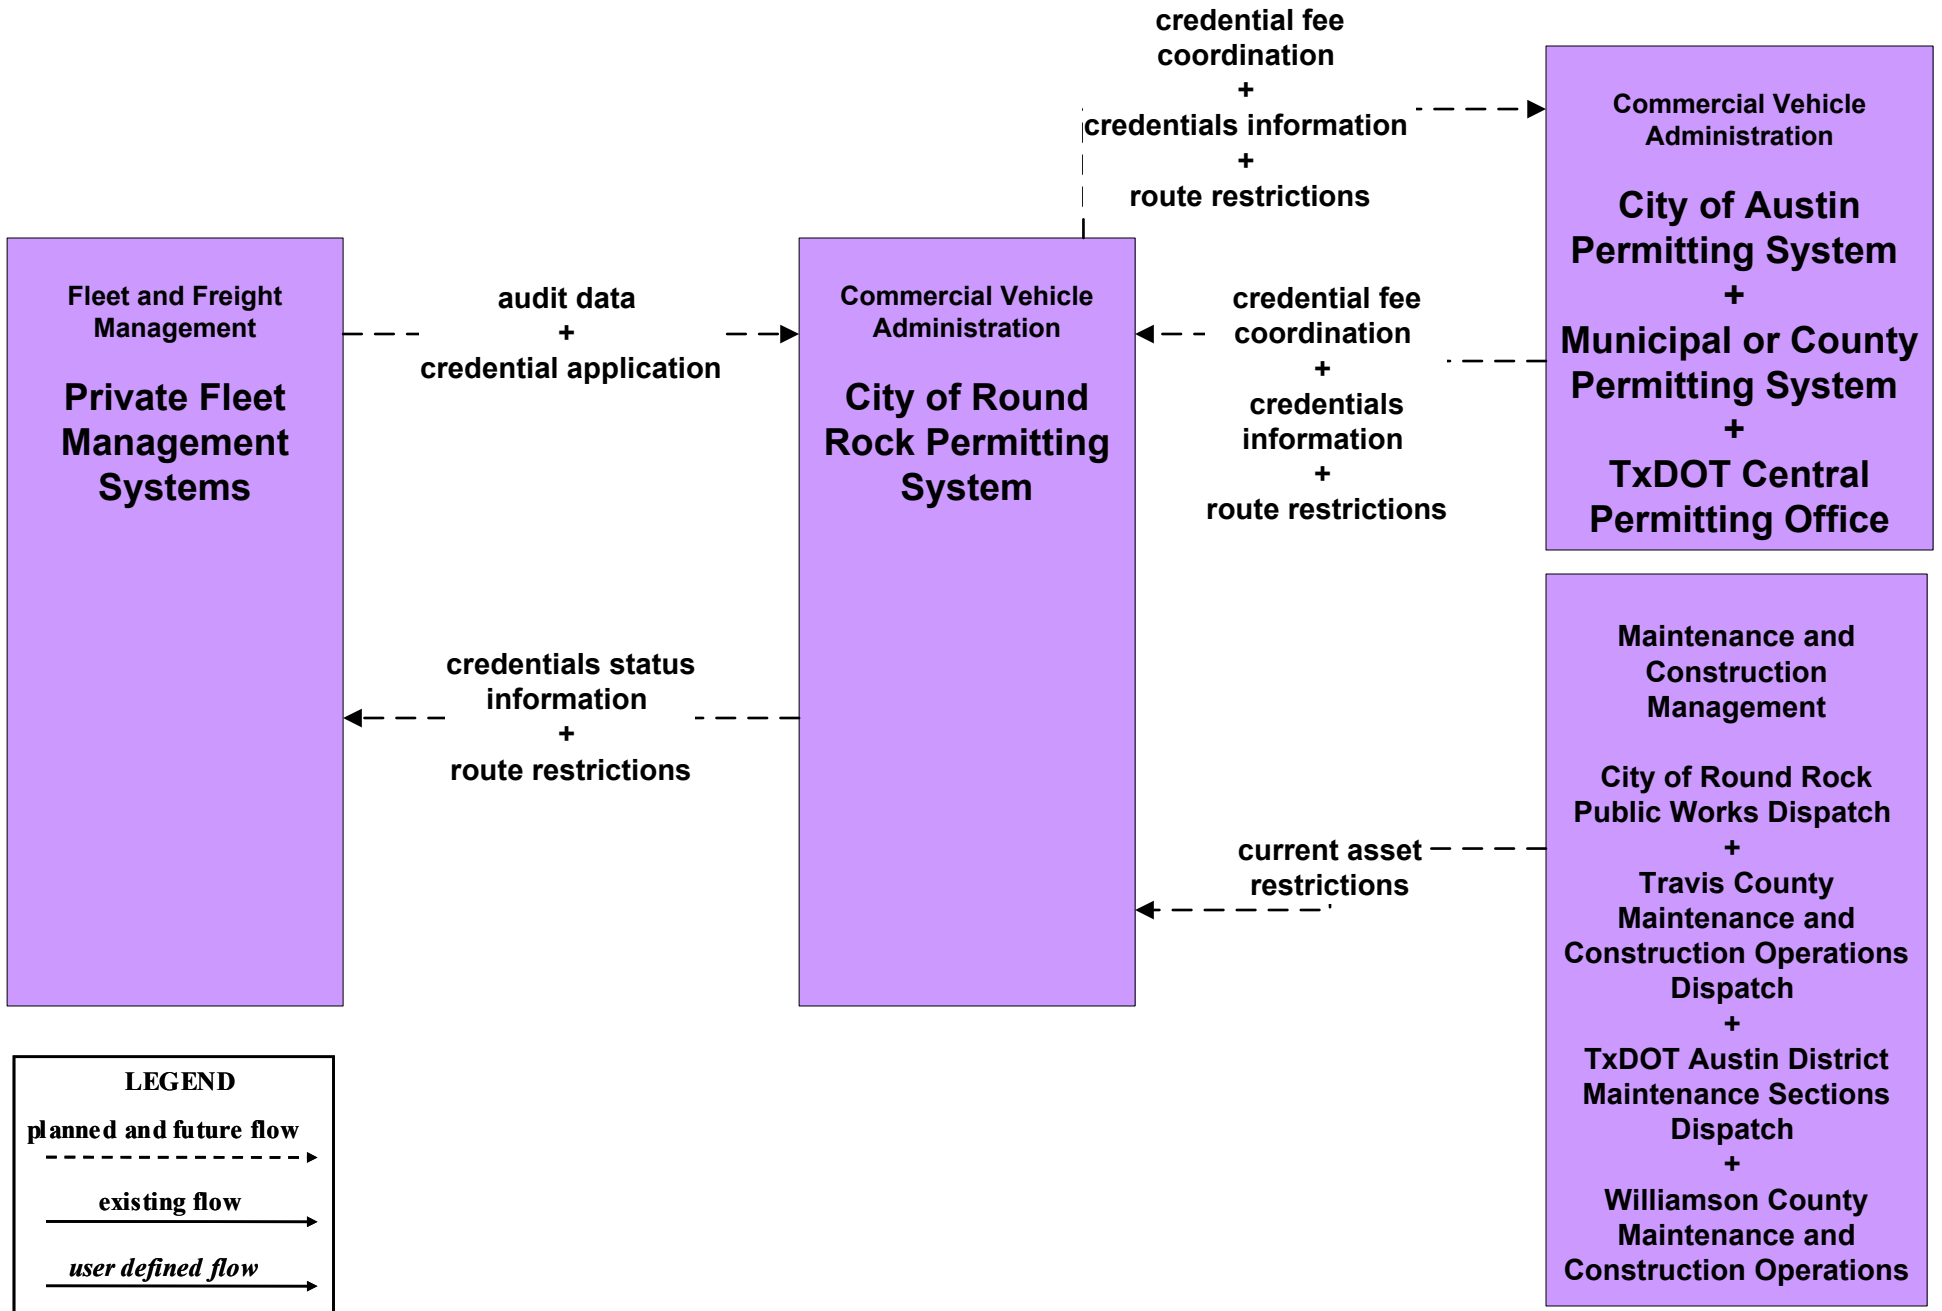 credential fee
coordination
+
credentials information
+
route restrictions
Commercial Vehicle
Administration
City of Austin
Permitting System
+
Municipal or County
Permitting System
+
TxDOT Central
Permitting Office
Fleet and Freight
Management
Private Fleet
Management
Systems
audit data
+
credential application
Commercial Vehicle
Administration
City of Round
Rock Permitting
System
credential fee
coordination
+
credentials
information
+
route restrictions
credentials status
information
+
route restrictions
current asset
restrictions
Maintenance and
Construction
Management
City of Round Rock
Public Works Dispatch
+
Travis County
Maintenance and
Construction Operations
Dispatch
+
TxDOT Austin District
Maintenance Sections
Dispatch
+
Williamson County
Maintenance and
Construction Operations
LEGEND
planned and future flow
existing flow
user defined flow